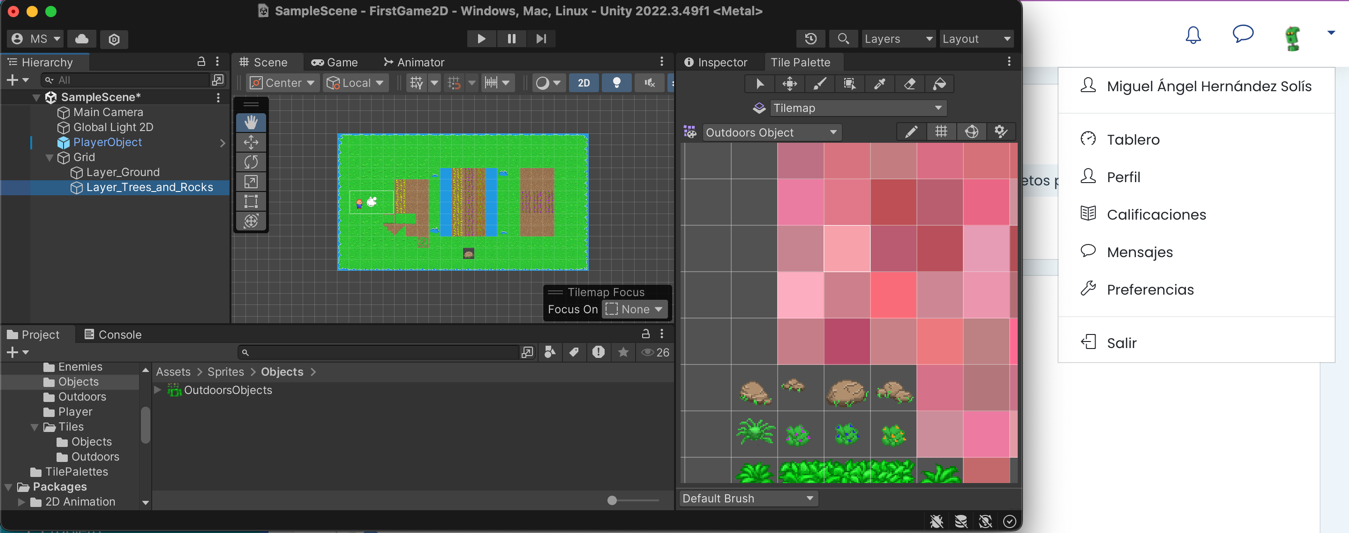 SampleScene - FirstGame2D - Windows, Mac, Linux - Unity 2022.3.49f1 <Metal>
MS
Layers
Layout
Hierarchy
All
SampleScene*
Main Camera
Global Light 2D
PlayerObject
Grid
Layer_Ground
Layer_Trees_and_Rocks
Scene
Game
Animator
Center
Local
2D
Tilemap Focus
Focus On
None
Inspector
Tile Palette
Tilemap
Outdoors Object
Default Brush
Project
Console
26
Enemies
Objects
Outdoors
Player
Tiles
Objects
Outdoors
TilePalettes
Packages
2D Animation
Assets > Sprites > Objects >
OutdoorsObjects
etos p
Miguel Ángel Hernández Solís
Tablero
Perfil
Calificaciones
Mensajes
Preferencias
Salir